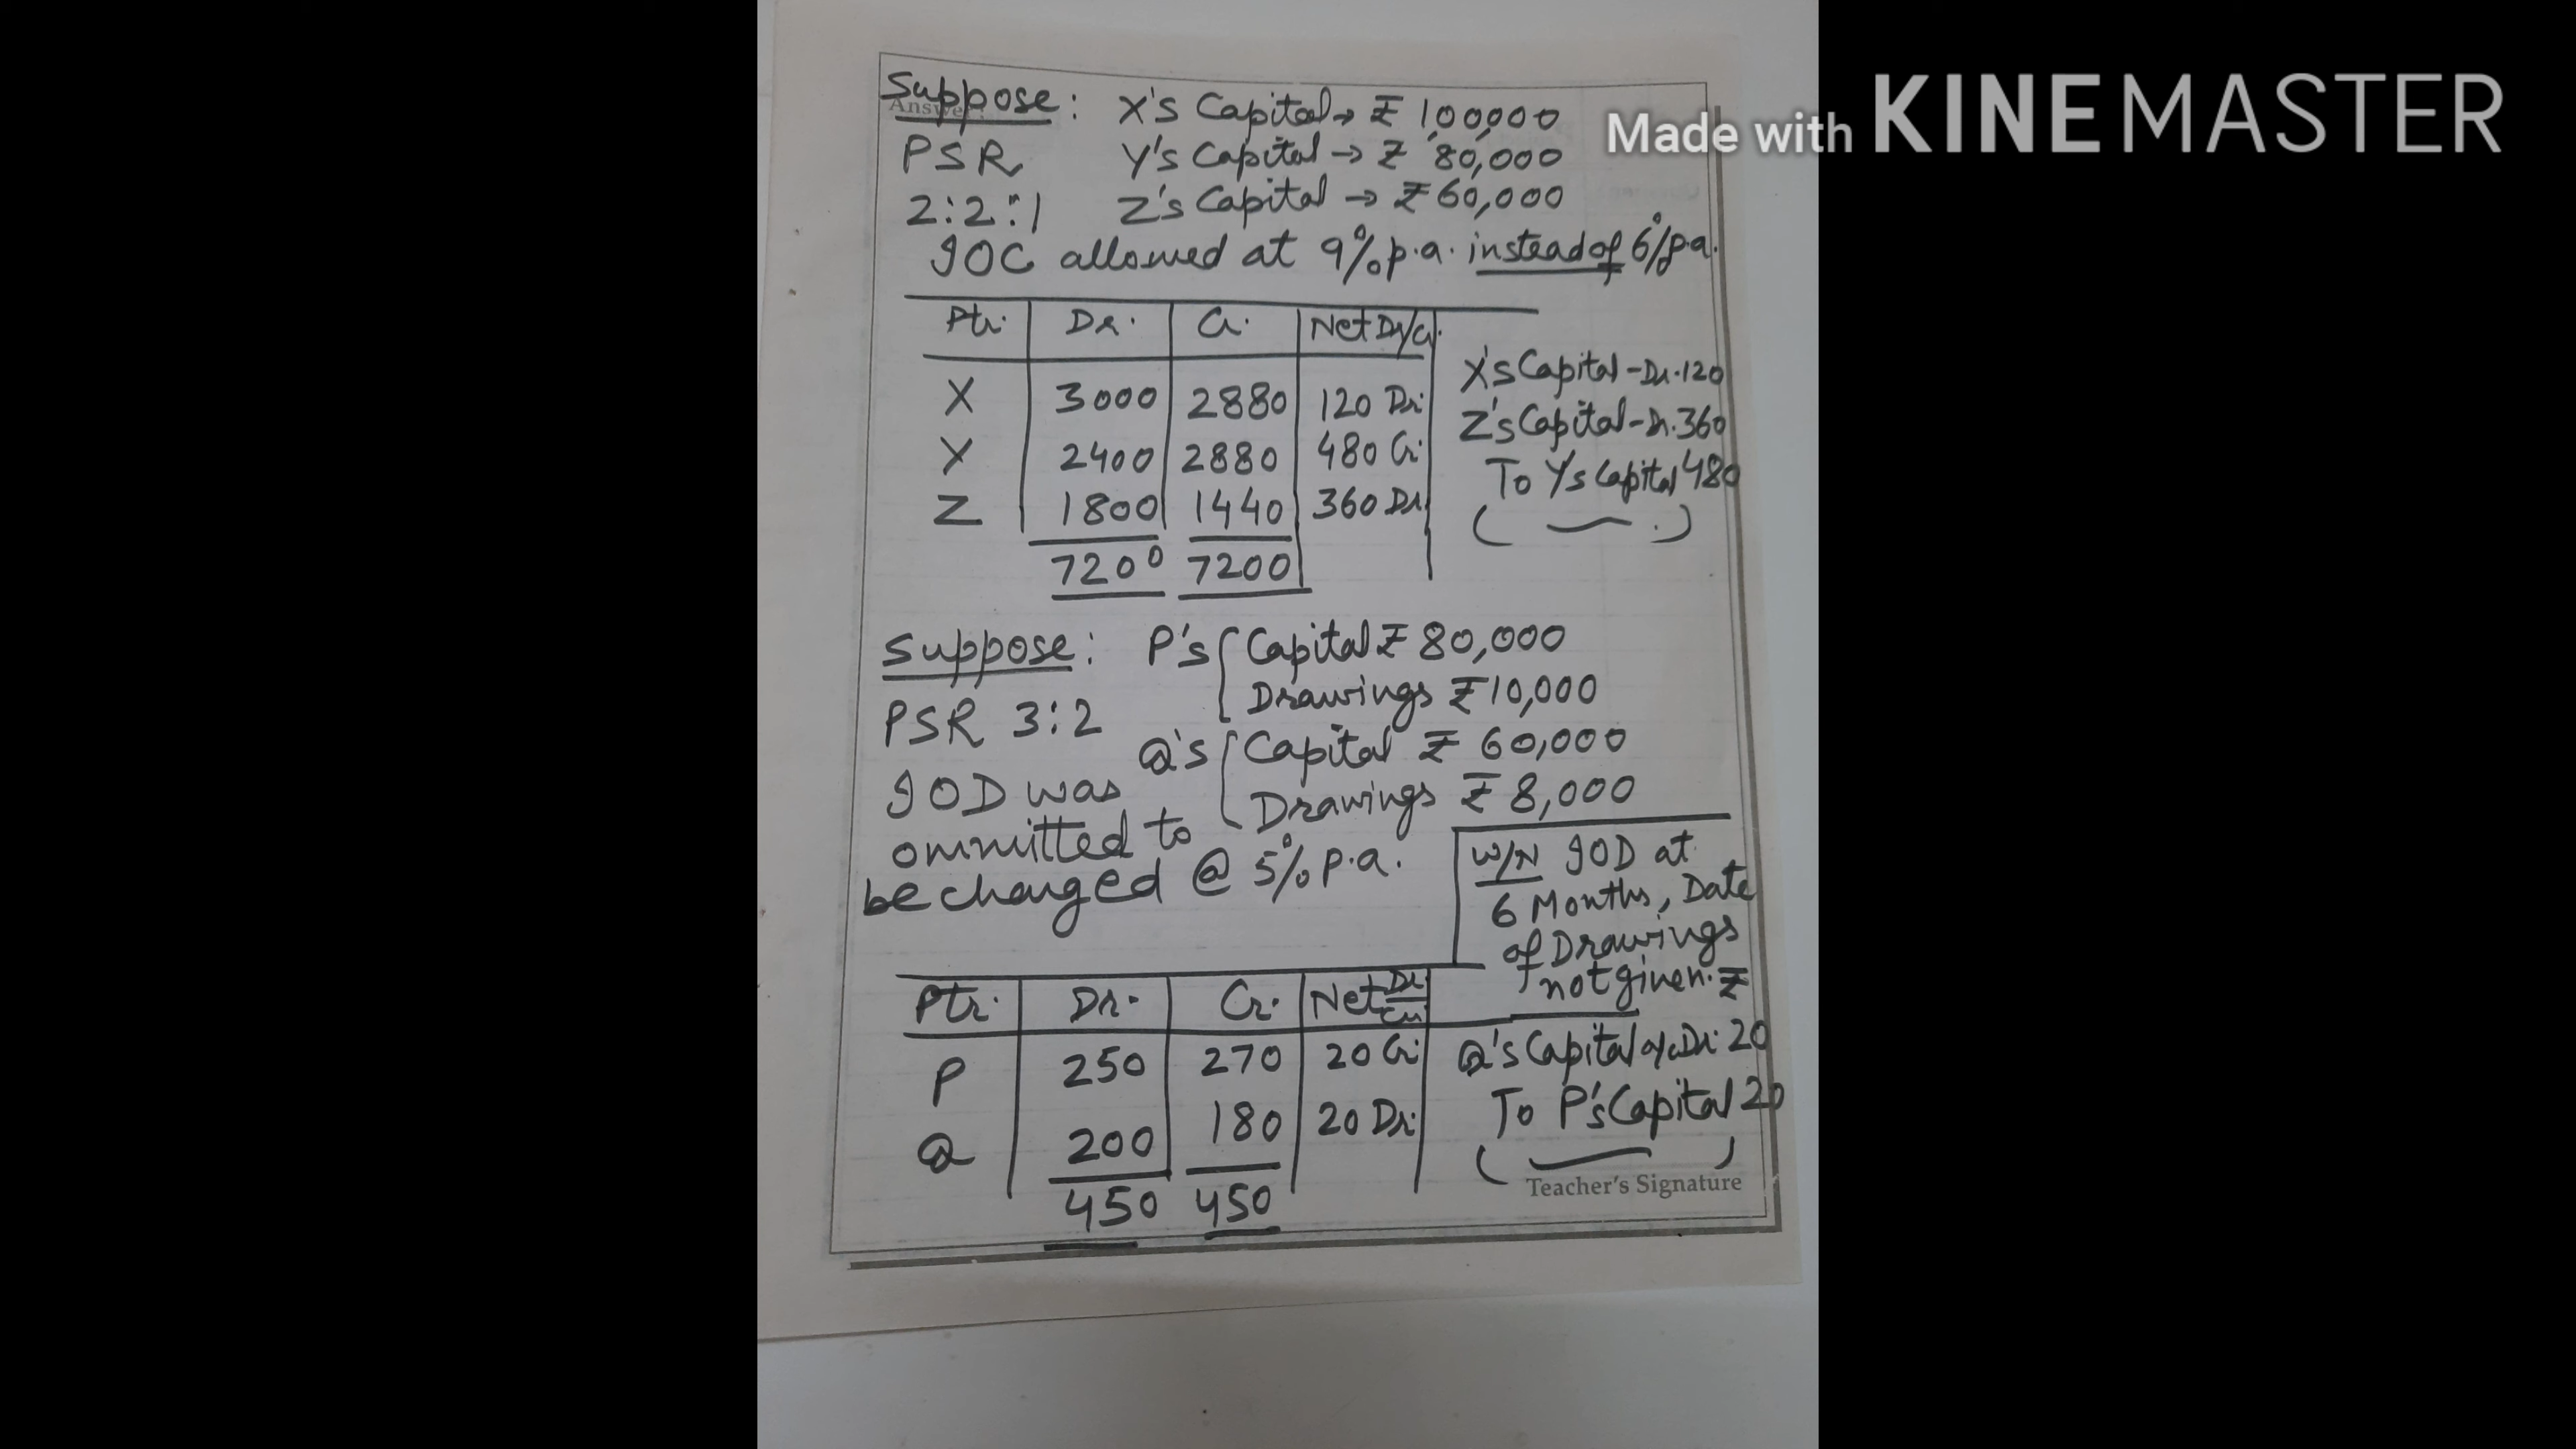 Suppose: X's Capital → ₹ 1,00,000
Answer:
PSR Y's Capital → ₹ 80,000
2:2:1 Z's Capital → ₹ 60,000
IOC allowed at 9% p.a. instead of 6% p.a.
Ptr. Dr. Cr. Net Dr/Cr.
X 3000 2880 120 Dr.
Y 2400 2880 480 Cr.
Z 1800 1440 360 Dr.
7200 7200
X's Capital - Dr. 120
Z's Capital - Dr. 360
To Y's Capital 480
Suppose: P's Capital ₹ 80,000
Drawings ₹ 10,000
PSR 3:2
Q's Capital ₹ 60,000
Drawings ₹ 8,000
IOD was
ommitted to
be charged @ 5% p.a.
W/N IOD at
6 Months, Date
of Drawings
not given. ₹
Ptr. Dr. Cr. Net Dr/Cr
P 250 270 20 Cr.
Q 200 180 20 Dr.
450 450
Q's Capital a/c Dr. 20
To P's Capital 20
Teacher's Signature
Made with KINEMASTER